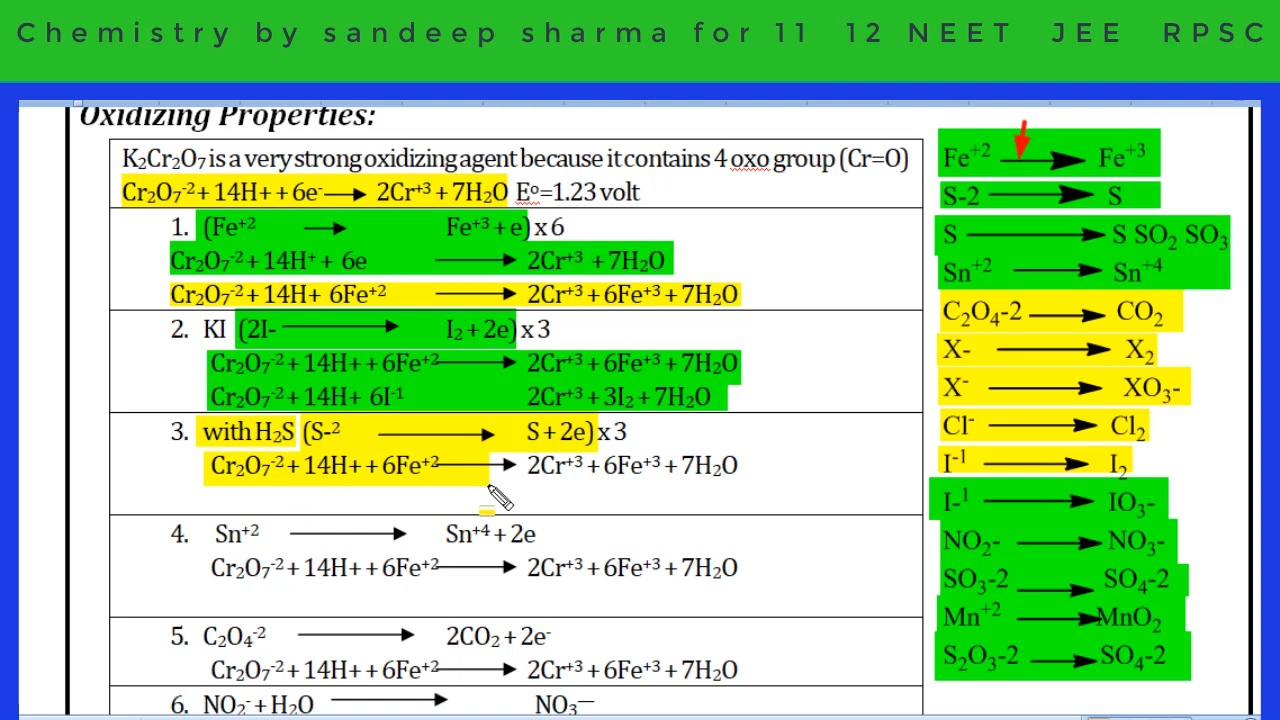 Chemistry by sandeep sharma for 11 12 NEET JEE RPSC
Oxidizing Properties:
K₂Cr₂O₇ is a very strong oxidizing agent because it contains 4 oxo group (Cr=O)
Cr₂O₇⁻² + 14H+ + 6e⁻ → 2Cr⁺³ + 7H₂O Eº=1.23 volt
1. (Fe⁺² → Fe⁺³ + e) x 6
Cr₂O₇⁻² + 14H⁺ + 6e → 2Cr⁺³ + 7H₂O
Cr₂O₇⁻² + 14H+ 6Fe⁺² → 2Cr⁺³ + 6Fe⁺³ + 7H₂O
2. KI (2I- → I₂ + 2e) x 3
Cr₂O₇⁻² + 14H+ + 6Fe⁺² → 2Cr⁺³ + 6Fe⁺³ + 7H₂O
Cr₂O₇⁻² + 14H+ 6I⁻¹ 2Cr⁺³ + 3I₂ + 7H₂O
3. with H₂S (S-² → S + 2e) x 3
Cr₂O₇⁻² + 14H+ + 6Fe⁺² → 2Cr⁺³ + 6Fe⁺³ + 7H₂O
4. Sn⁺² → Sn⁺⁴ + 2e
Cr₂O₇⁻² + 14H+ + 6Fe⁺² → 2Cr⁺³ + 6Fe⁺³ + 7H₂O
5. C₂O₄⁻² → 2CO₂ + 2e⁻
Cr₂O₇⁻² + 14H+ + 6Fe⁺² → 2Cr⁺³ + 6Fe⁺³ + 7H₂O
6. NO₂⁻ + H₂O → NO₃—
Fe⁺² → Fe⁺³
S-2 → S
S → S SO₂ SO₃
Sn⁺² → Sn⁺⁴
C₂O₄-2 → CO₂
X- → X₂
X⁻ → XO₃-
Cl⁻ → Cl₂
I⁻¹ → I₂
I-¹ → IO₃-
NO₂- → NO₃-
SO₃-2 → SO₄-2
Mn⁺² → MnO₂
S₂O₃-2 → SO₄-2